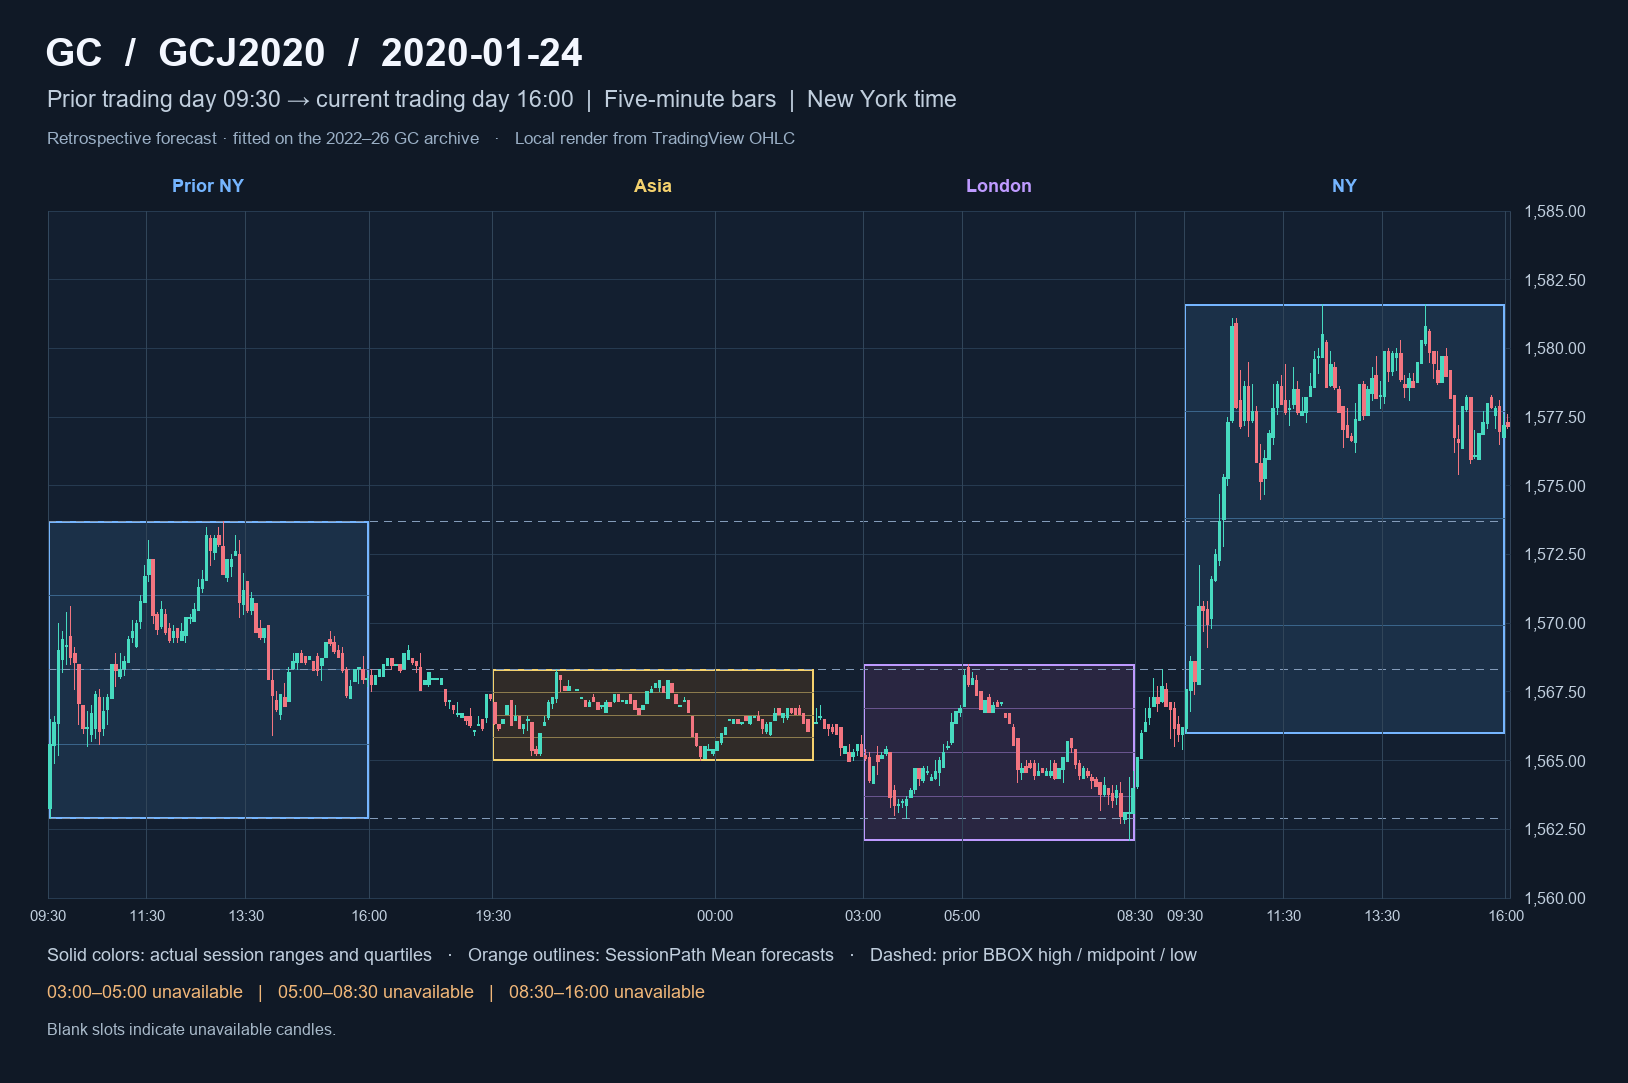 GC / GCJ2020 / 2020-01-24
Prior trading day 09:30 → current trading day 16:00 | Five-minute bars | New York time
Retrospective forecast · fitted on the 2022–26 GC archive · Local render from TradingView OHLC
Prior NY Asia London NY
1,585.00
1,582.50
1,580.00
1,577.50
1,575.00
1,572.50
1,570.00
1,567.50
1,565.00
1,562.50
1,560.00
09:30 11:30 13:30 16:00 19:30 00:00 03:00 05:00 08:30 09:30 11:30 13:30 16:00
Solid colors: actual session ranges and quartiles · Orange outlines: SessionPath Mean forecasts · Dashed: prior BBOX high / midpoint / low
03:00–05:00 unavailable | 05:00–08:30 unavailable | 08:30–16:00 unavailable
Blank slots indicate unavailable candles.